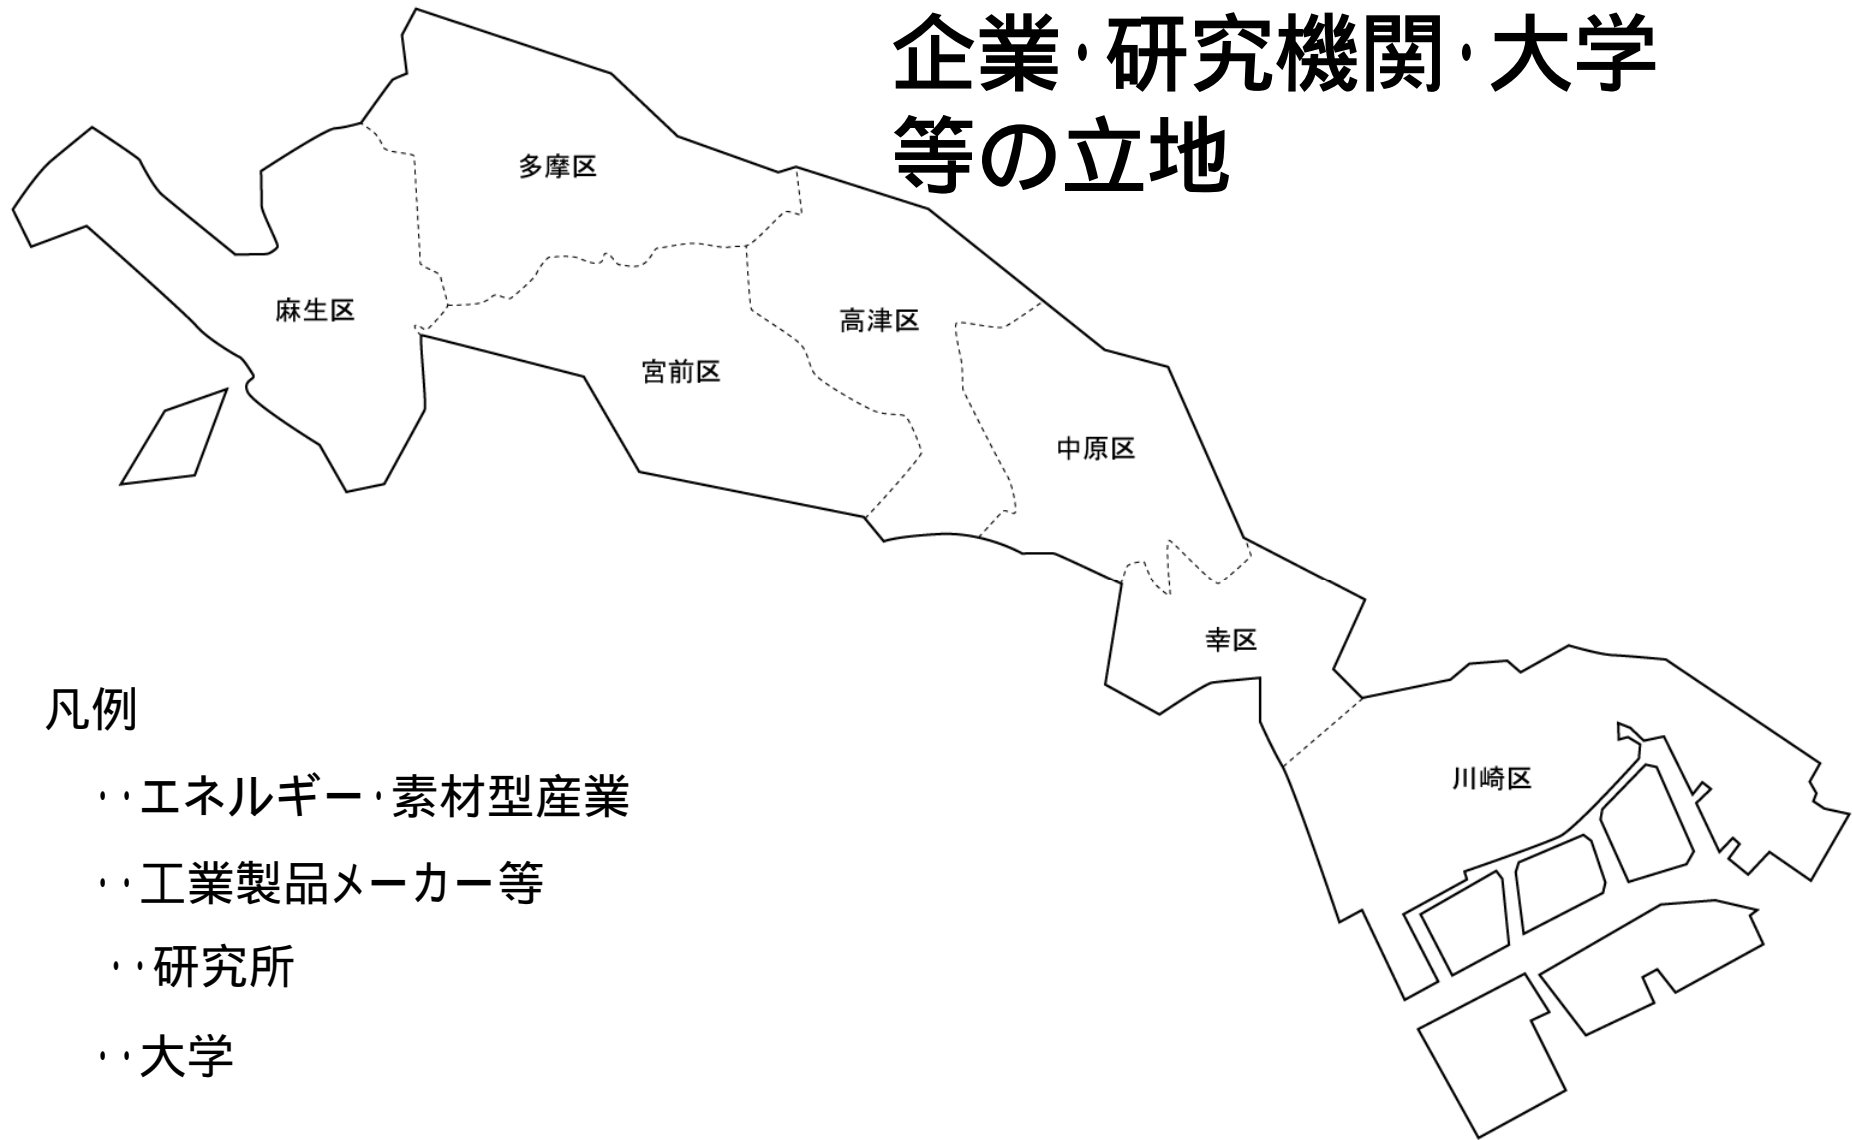 企業・研究機関・大学
等の立地
多摩区
麻生区
高津区
宮前区
中原区
幸区
川崎区
凡例
・・エネルギー・素材型産業
・・工業製品メーカー等
・・研究所
・・大学